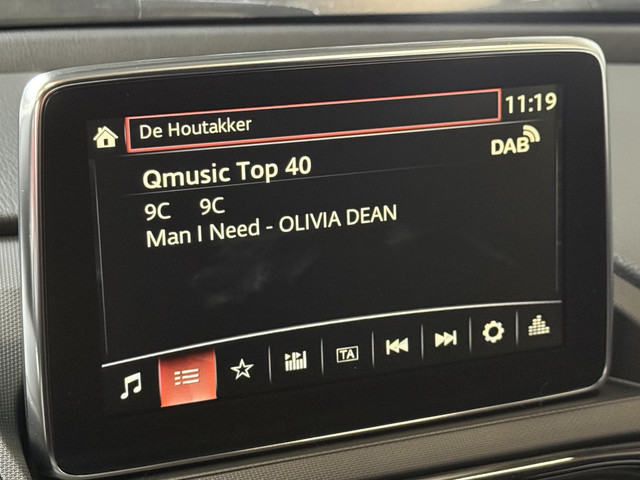 De Houtakker
11:19
DAB
Qmusic Top 40
9C 9C
Man I Need - OLIVIA DEAN
TA